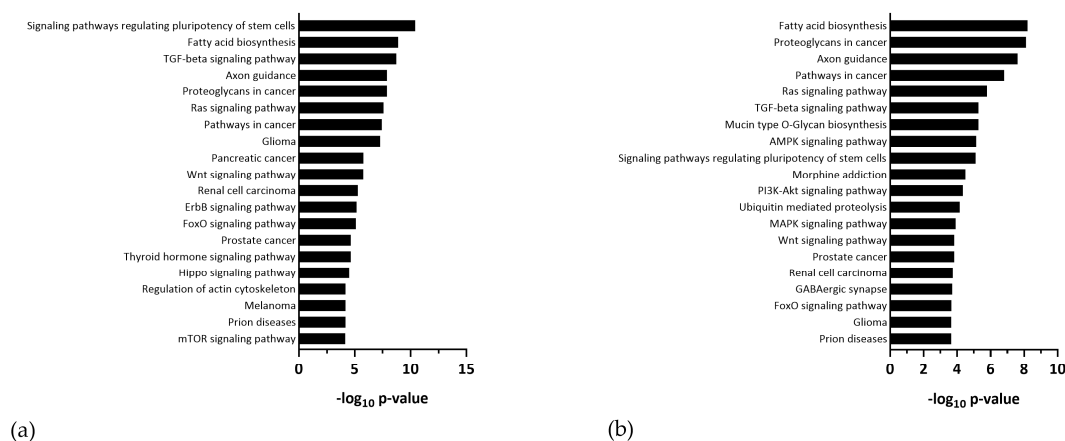 Signaling pathways regulating pluripotency of stem cells
Fatty acid biosynthesis
TGF-beta signaling pathway
Axon guidance
Proteoglycans in cancer
Ras signaling pathway
Pathways in cancer
Glioma
Pancreatic cancer
Wnt signaling pathway
Renal cell carcinoma
ErbB signaling pathway
FoxO signaling pathway
Prostate cancer
Thyroid hormone signaling pathway
Hippo signaling pathway
Regulation of actin cytoskeleton
Melanoma
Prion diseases
mTOR signaling pathway
0 5 10 15
-log10 p-value
(a)
Fatty acid biosynthesis
Proteoglycans in cancer
Axon guidance
Pathways in cancer
Ras signaling pathway
TGF-beta signaling pathway
Mucin type O-Glycan biosynthesis
AMPK signaling pathway
Signaling pathways regulating pluripotency of stem cells
Morphine addiction
PI3K-Akt signaling pathway
Ubiquitin mediated proteolysis
MAPK signaling pathway
Wnt signaling pathway
Prostate cancer
Renal cell carcinoma
GABAergic synapse
FoxO signaling pathway
Glioma
Prion diseases
0 2 4 6 8 10
-log10 p-value
(b)